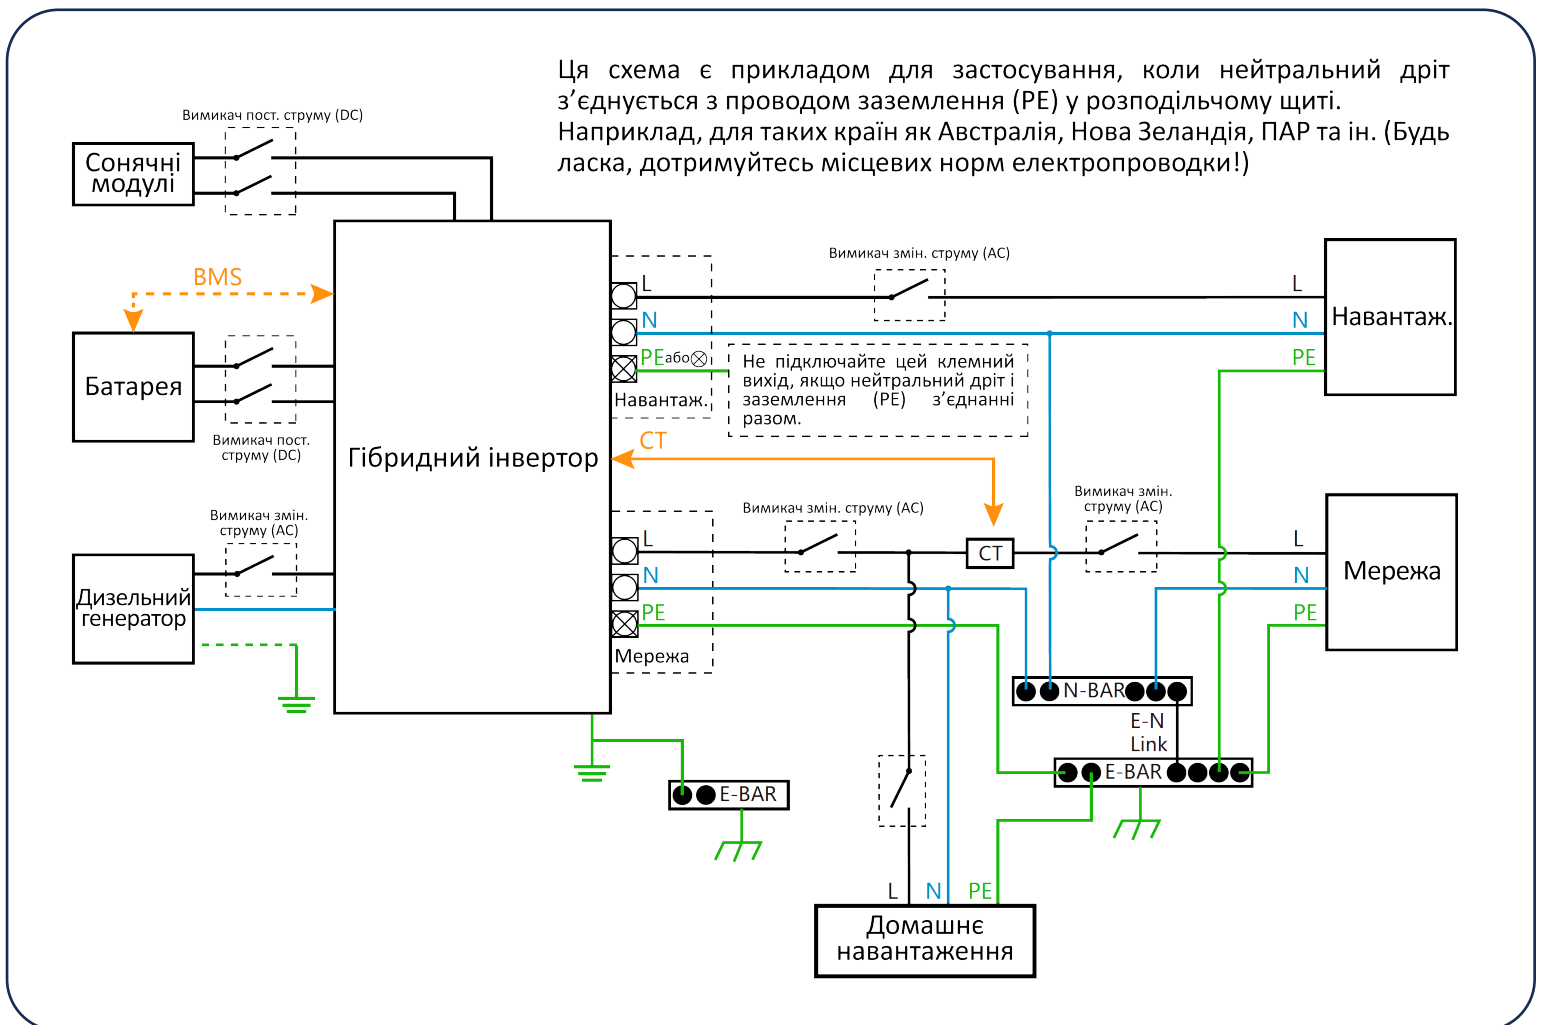 Ця схема є прикладом для застосування, коли нейтральний дріт
з’єднується з проводом заземлення (PE) у розподільчому щиті.
Наприклад, для таких країн як Австралія, Нова Зеландія, ПАР та ін. (Будь
ласка, дотримуйтесь місцевих норм електропроводки!)
Вимикач пост. струму (DC)
Сонячні
модулі
BMS
Батарея
Вимикач пост.
струму (DC)
Вимикач змін.
струму (AC)
Дизельний
генератор
Гібридний інвертор
L
N
PE або
Навантаж.
Вимикач змін. струму (AC)
L
N
PE
Навантаж.
Не підключайте цей клемний
вихід, якщо нейтральний дріт і
заземлення (PE) з’єднанні
разом.
CT
L
N
PE
Мережа
Вимикач змін. струму (AC)
CT
Вимикач змін.
струму (AC)
L
N
PE
Мережа
N-BAR
E-N
Link
E-BAR
E-BAR
L
N
PE
Домашнє
навантаження